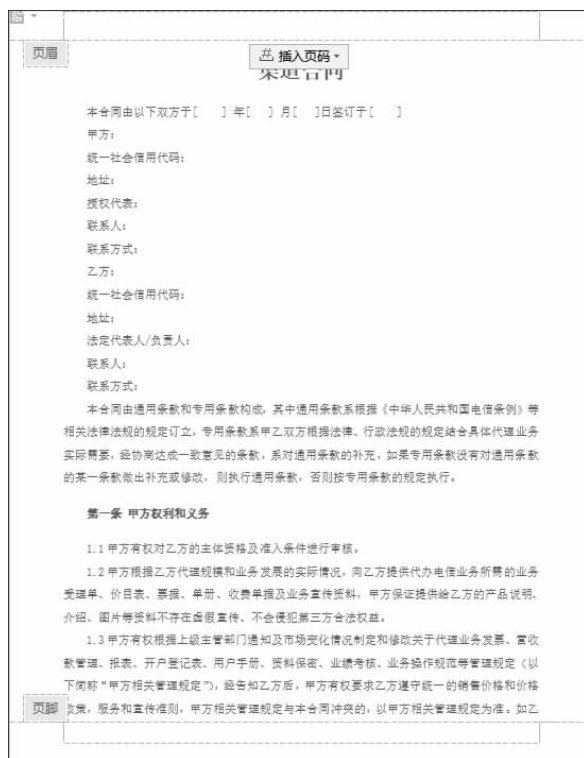 页眉
插入页码
渠道合同
本合同由以下双方于[ ]年[ ]月[ ]日签订于[ ]
甲方:
统一社会信用代码:
地址:
授权代表:
联系人:
联系方式:
乙方:
统一社会信用代码:
地址:
法定代表人/负责人:
联系人:
联系方式:
本合同由通用条款和专用条款构成,其中通用条款系根据《中华人民共和国电信条例》等
相关法律法规的规定订立,专用条款系甲乙双方根据法律、行政法规的规定结合具体代理业务
实际需要,经协商达成一致意见的条款,系对通用条款的补充,如果专用条款没有对通用条款
的某一条款做出补充或修改,则执行通用条款,否则按专用条款的规定执行。
第一条 甲方权利和义务
1.1 甲方有权对乙方的主体资格及准入条件进行审核。
1.2 甲方根据乙方代理规模和业务发展的实际情况,向乙方提供代办电信业务所需的业务
受理单、价目表、票据、单册、收费单据及业务宣传资料,甲方保证提供给乙方的产品说明、
介绍、图片等资料不存在虚假宣传、不会侵犯第三方合法权益。
1.3 甲方有权根据上级主管部门通知及市场变化情况制定和修改关于代理业务发票、营收
款管理、报表、开户登记表、用户手册、资料保密、业绩考核、业务操作规范等管理规定(以
下简称“甲方相关管理规定”),经告知乙方后,甲方有权要求乙方遵守统一的销售价格和价格
政策,服务和宣传准则,甲方相关管理规定与本合同冲突的,以甲方相关管理规定为准。如乙
页脚